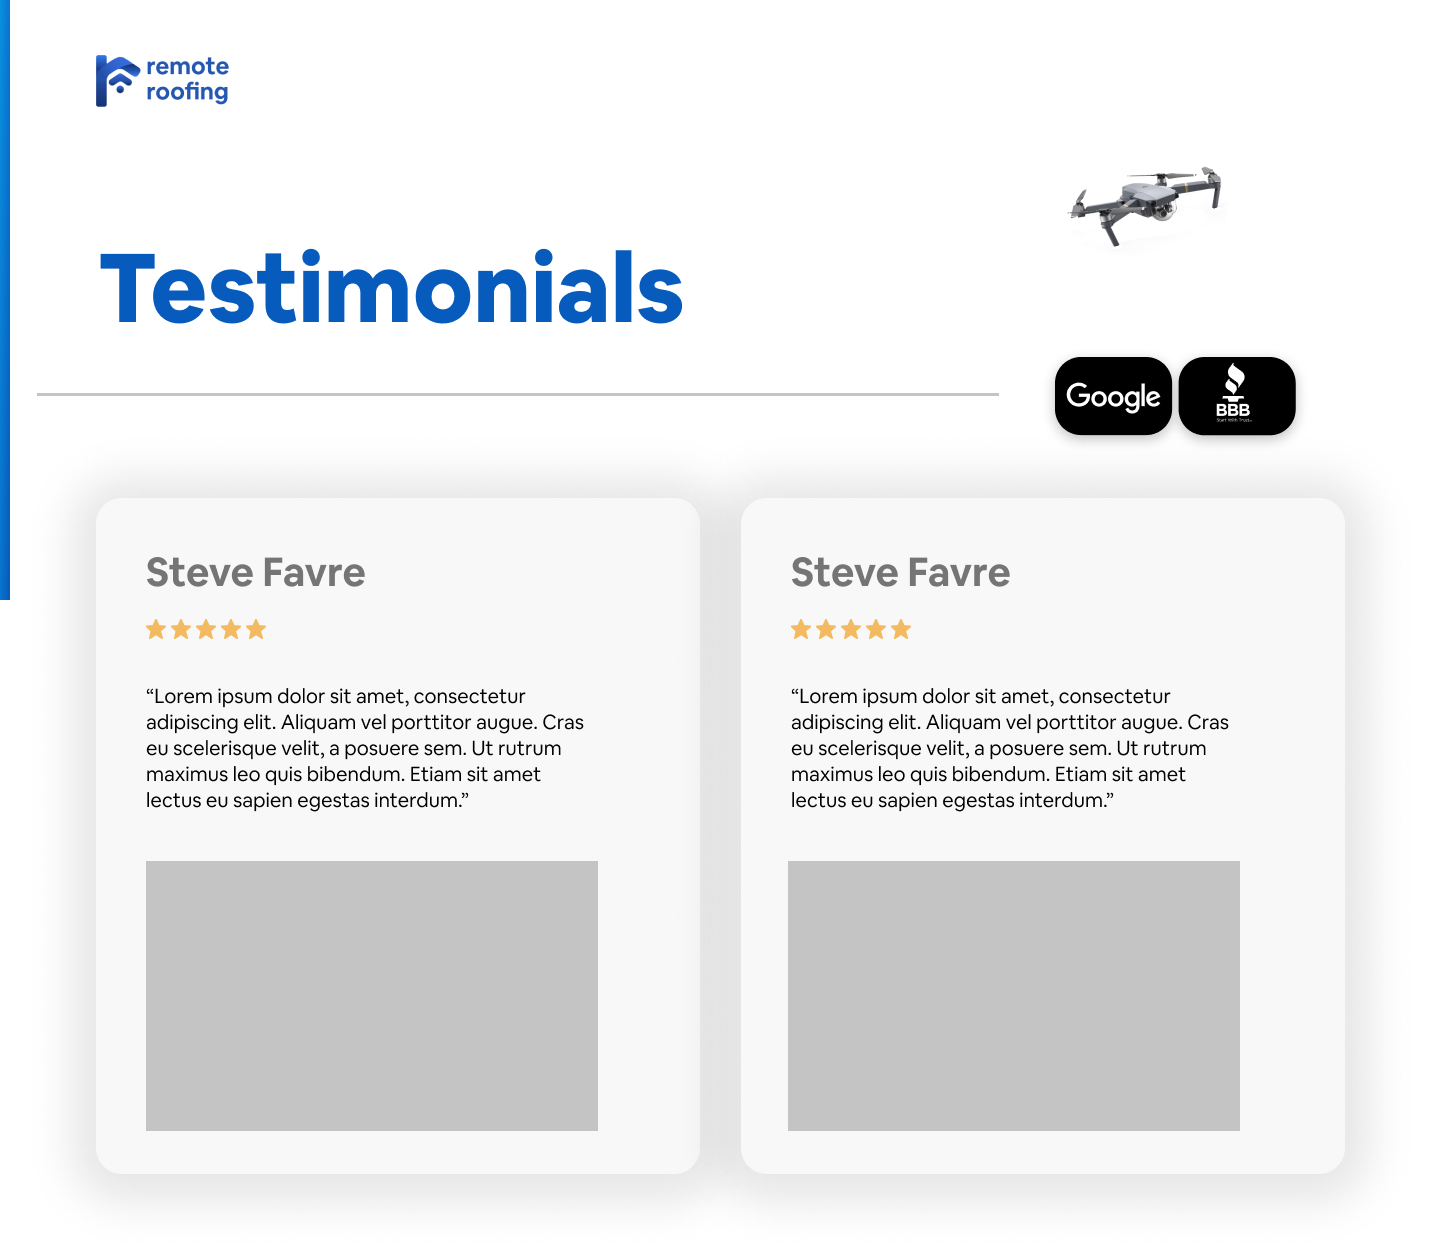 remote
roofing
Testimonials
Google
BBB
Start With Trust
Steve Favre
“Lorem ipsum dolor sit amet, consectetur
adipiscing elit. Aliquam vel porttitor augue. Cras
eu scelerisque velit, a posuere sem. Ut rutrum
maximus leo quis bibendum. Etiam sit amet
lectus eu sapien egestas interdum.”
Steve Favre
“Lorem ipsum dolor sit amet, consectetur
adipiscing elit. Aliquam vel porttitor augue. Cras
eu scelerisque velit, a posuere sem. Ut rutrum
maximus leo quis bibendum. Etiam sit amet
lectus eu sapien egestas interdum.”